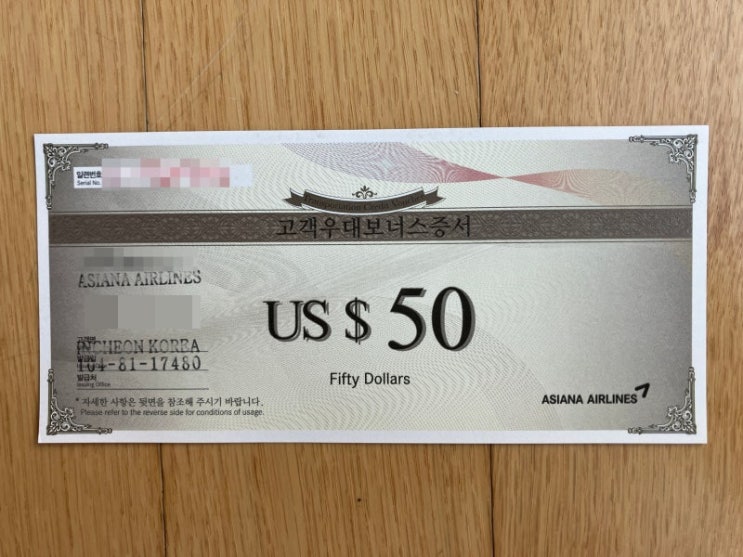 일련번호
Serial No.
Transportation Credit Voucher
고객우대보너스증서
ASIANA AIRLINES
US $ 50
INCHEON KOREA
104-81-17480
발급처
Issuing Office
Fifty Dollars
ASIANA AIRLINES
* 자세한 사항은 뒷면을 참조해 주시기 바랍니다.
Please refer to the reverse side for conditions of usage.